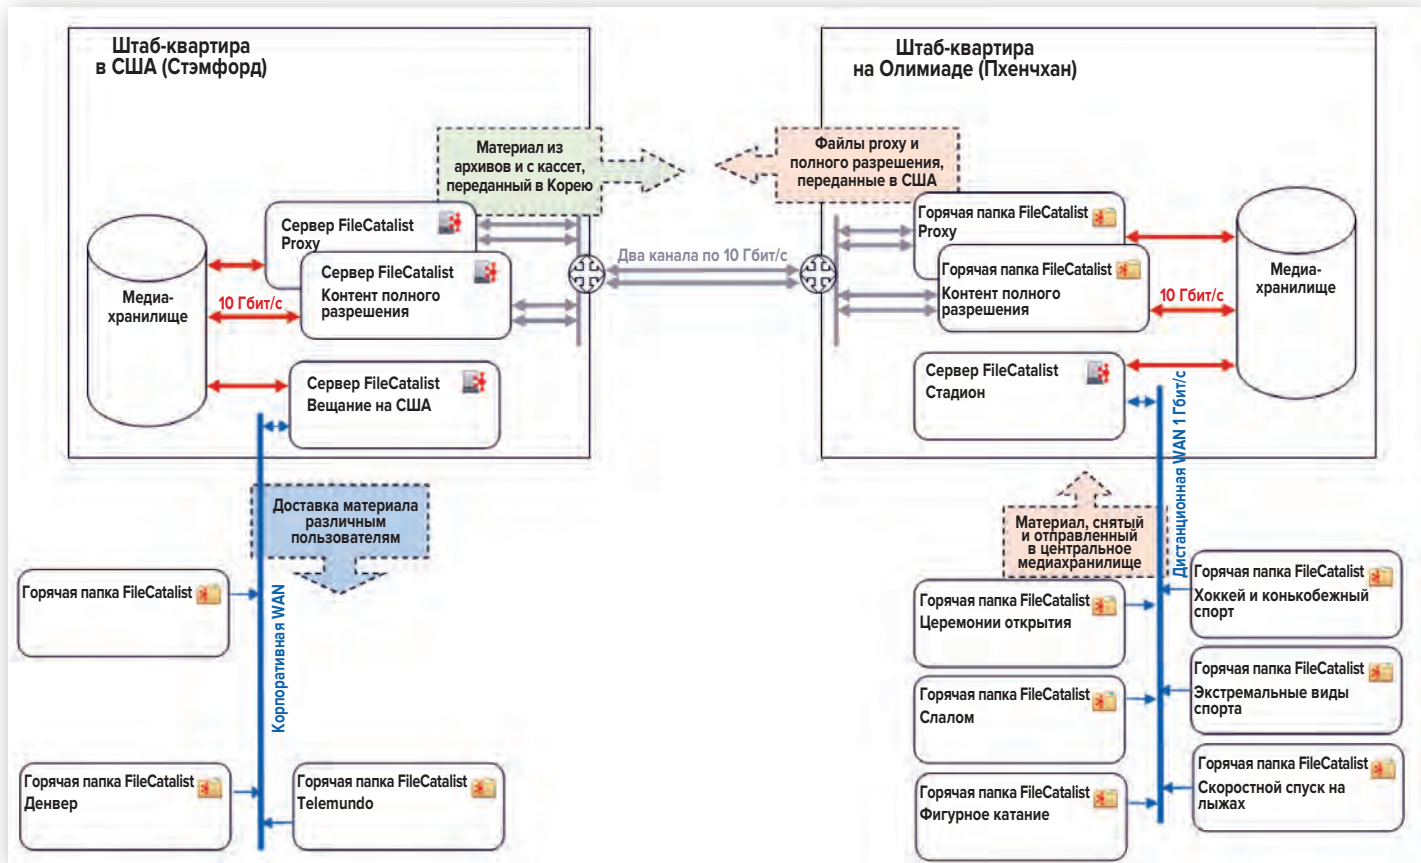 Штаб-квартира
в США (Стэмфорд)
Штаб-квартира
на Олимиаде (Пхенчхан)
Материал из
архивов и с кассет,
переданный в Корею
Файлы proxy и
полного разрешения,
переданные в США
Сервер FileCatalist
Proxy
Сервер FileCatalist
Контент полного
разрешения
Медиа-
хранилище
10 Гбит/с
Сервер FileCatalist
Вещание на США
Два канала по 10 Гбит/с
Горячая папка FileCatalist
Proxy
Горячая папка FileCatalist
Контент полного
разрешения
10 Гбит/с
Медиа-
хранилище
Сервер FileCatalist
Стадион
Доставка материала
различным
пользователям
Корпоративная WAN
Горячая папка FileCatalist
Горячая папка FileCatalist
Денвер
Горячая папка FileCatalist
Telemundo
Материал, снятый
и отправленный
в центральное
медиахранилище
Дистанционная WAN 1 Гбит/с
Горячая папка FileCatalist
Церемонии открытия
Горячая папка FileCatalist
Слалом
Горячая папка FileCatalist
Фигурное катание
Горячая папка FileCatalist
Хоккей и конькобежный
спорт
Горячая папка FileCatalist
Экстремальные виды
спорта
Горячая папка FileCatalist
Скоростной спуск на
лыжах